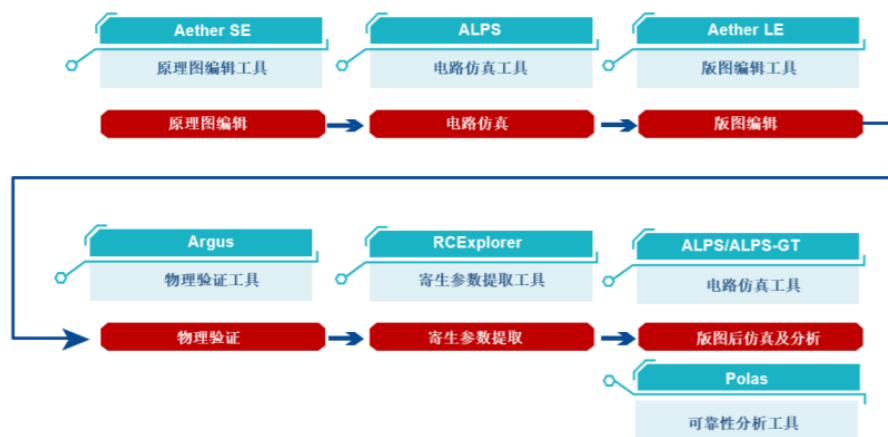 Aether SE
原理图编辑工具
原理图编辑
ALPS
电路仿真工具
电路仿真
Aether LE
版图编辑工具
版图编辑
Argus
物理验证工具
物理验证
RCExplorer
寄生参数提取工具
寄生参数提取
ALPS/ALPS-GT
电路仿真工具
版图后仿真及分析
Polas
可靠性分析工具